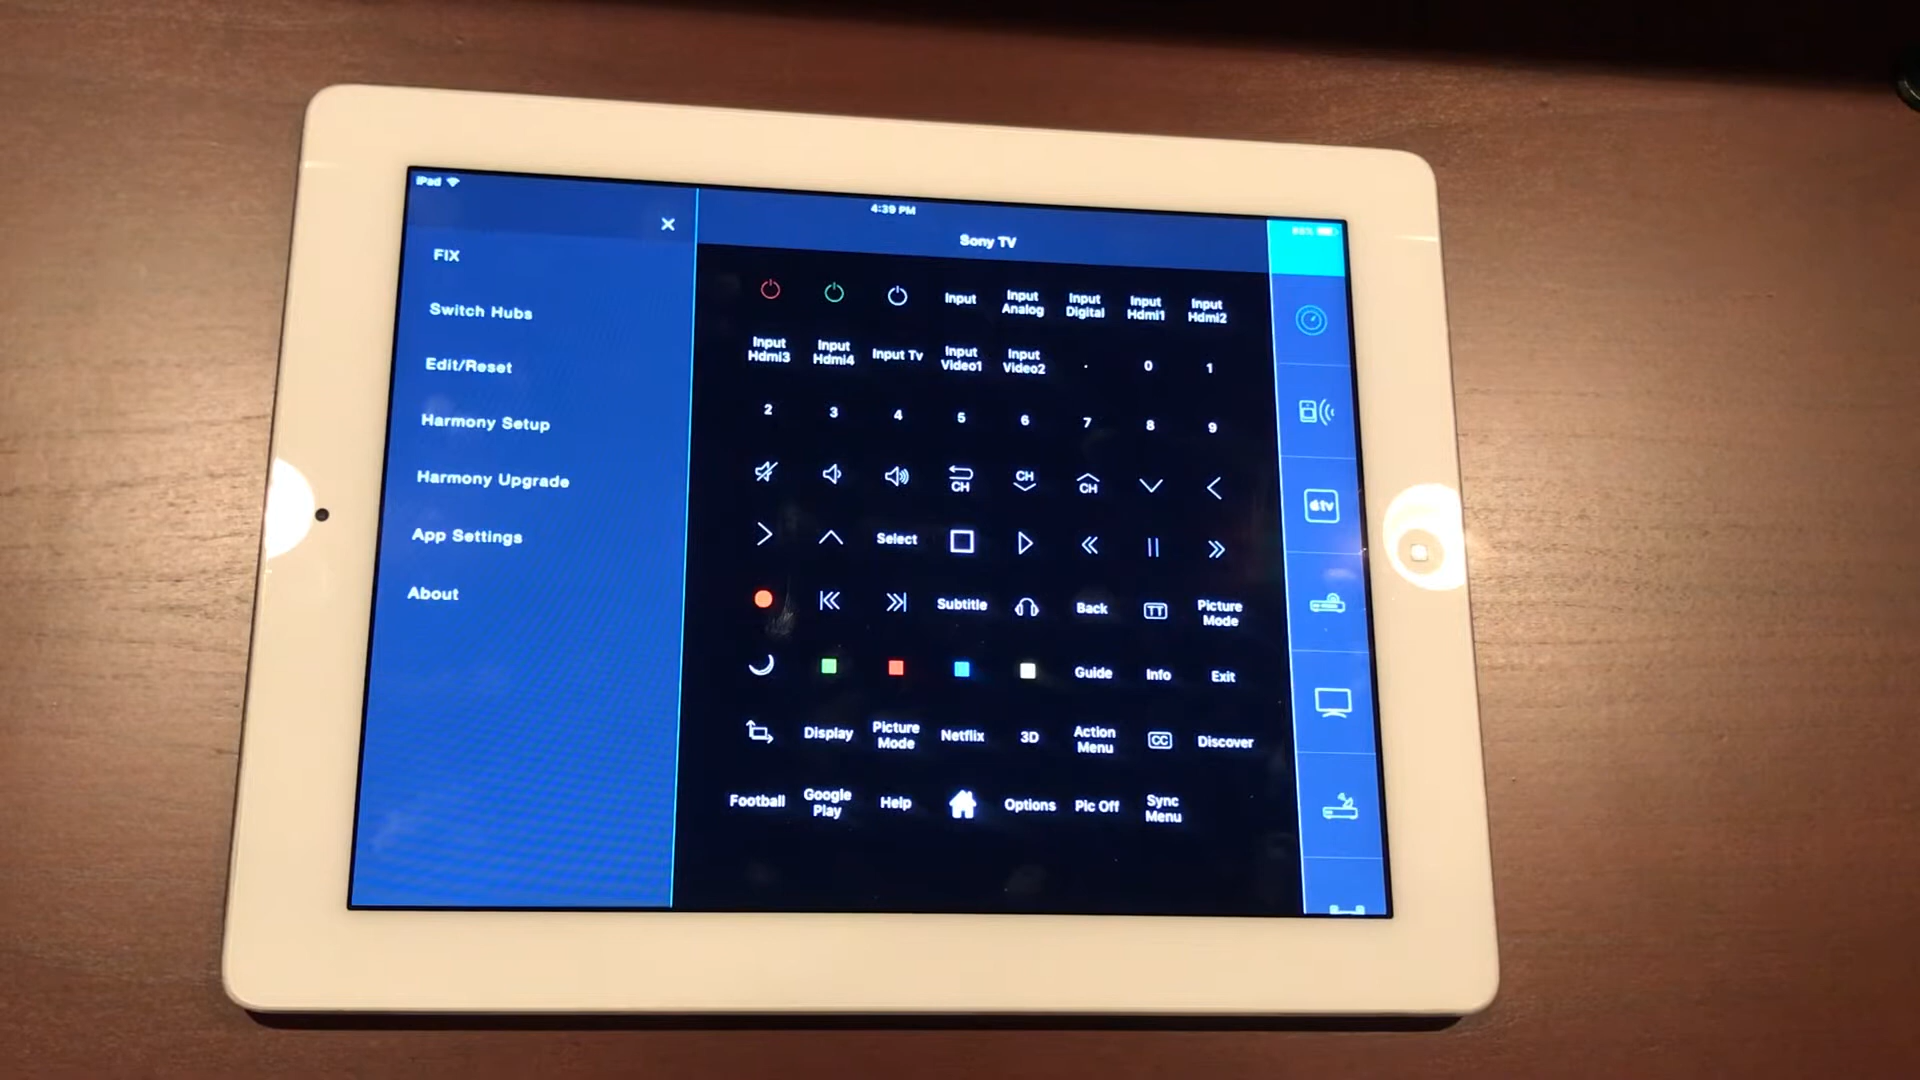 iPad
4:39 PM
Sony TV
FIX
Switch Hubs
Edit/Reset
Harmony Setup
Harmony Upgrade
App Settings
About
Input
Input
Analog
Input
Digital
Input
Hdmi1
Input
Hdmi2
Input
Hdmi3
Input
Hdmi4
Input Tv
Input
Video1
Input
Video2
.
0
1
2
3
4
5
6
7
8
9
CH
CH
CH
Select
Subtitle
Back
TT
Picture
Mode
Guide
Info
Exit
Display
Picture
Mode
Netflix
3D
Action
Menu
CC
Discover
Football
Google
Play
Help
Options
Pic Off
Sync
Menu
tv